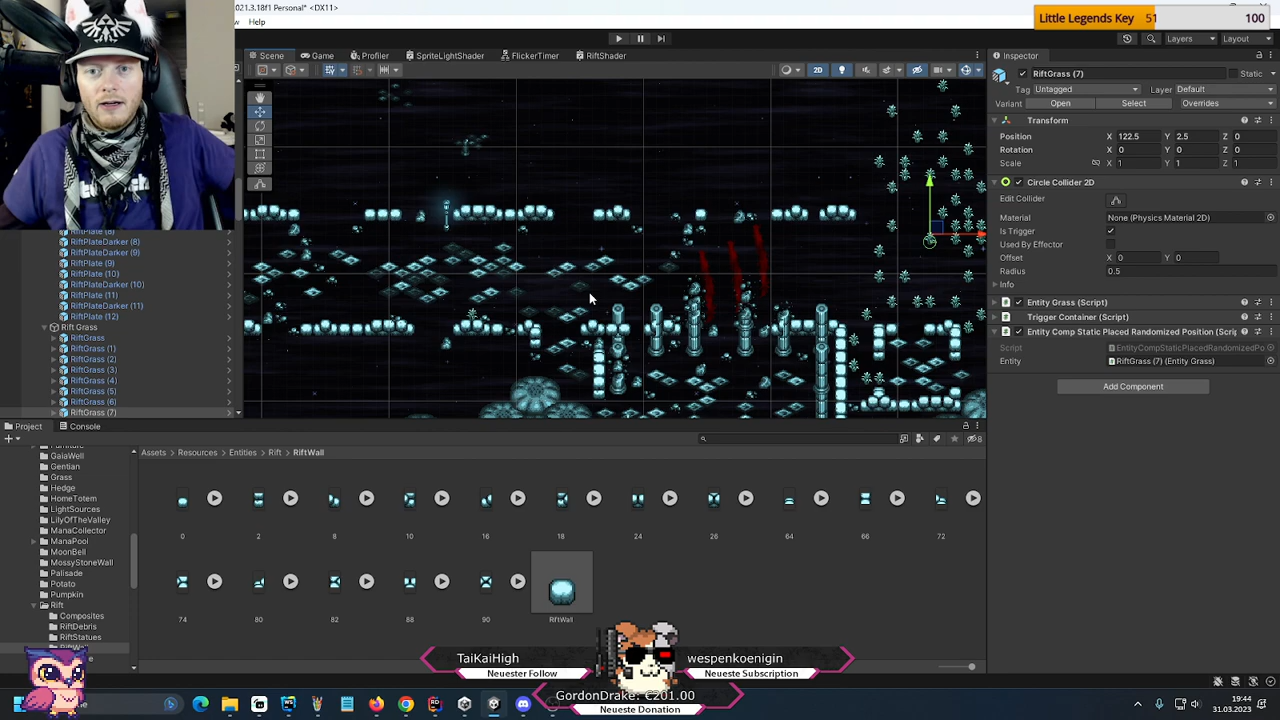 021.3.18f1 Personal* <DX11>
Help
Little Legends Key 51 100
Layers
Layout
Scene
Game
Profiler
SpriteLightShader
FlickerTimer
RiftShader
2D
RiftPlateDarker (8)
RiftPlateDarker (9)
RiftPlate (9)
RiftPlate (10)
RiftPlateDarker (10)
RiftPlate (11)
RiftPlateDarker (11)
RiftPlate (12)
Rift Grass
RiftGrass
RiftGrass (1)
RiftGrass (2)
RiftGrass (3)
RiftGrass (4)
RiftGrass (5)
RiftGrass (6)
RiftGrass (7)
Inspector
RiftGrass (7)
Static
Tag Untagged
Layer Default
Variant Open Select Overrides
Transform
Position X 122.5 Y 2.5 Z 0
Rotation X 0 Y 0 Z 0
Scale X 1 Y 1 Z 1
Circle Collider 2D
Edit Collider
Material None (Physics Material 2D)
Is Trigger
Used By Effector
Offset X 0 Y 0
Radius 0.5
Info
Entity Grass (Script)
Trigger Container (Script)
Entity Comp Static Placed Randomized Position (Scrip
Script EntityCompStaticPlacedRandomizedPo
Entity RiftGrass (7) (Entity Grass)
Add Component
Project
Console
8
GaiaWell
Gentian
Grass
Hedge
HomeTotem
LightSources
LilyOfTheValley
ManaCollector
ManaPool
MoonBell
MossyStoneWall
Palisade
Potato
Pumpkin
Rift
Composites
RiftDebris
RiftStatues
Assets > Resources > Entities > Rift > RiftWall
0 2 8 10 16 18 24 26 64 66 72
74 80 82 88 90 RiftWall
TaiKaiHigh
Neuester Follow
wespenkoenigin
Neueste Subscription
GordonDrake: €201.00
Neueste Donation
19:44
31.03.2023